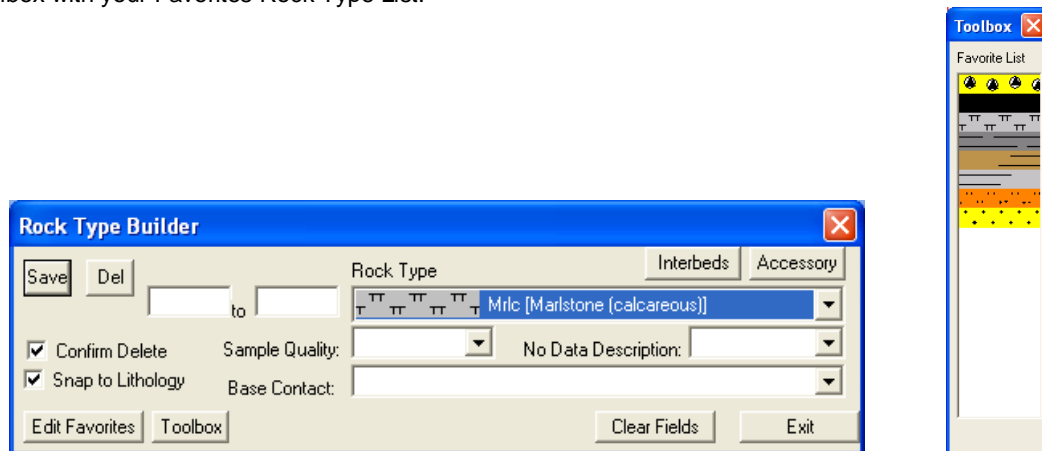 box with your Favorites Rock Type List.
Toolbox
Favorite List
Rock Type Builder
Save Del Rock Type Interbeds Accessory
to Mrlc [Marlstone (calcareous)]
Confirm Delete Sample Quality: No Data Description:
Snap to Lithology Base Contact:
Edit Favorites Toolbox Clear Fields Exit